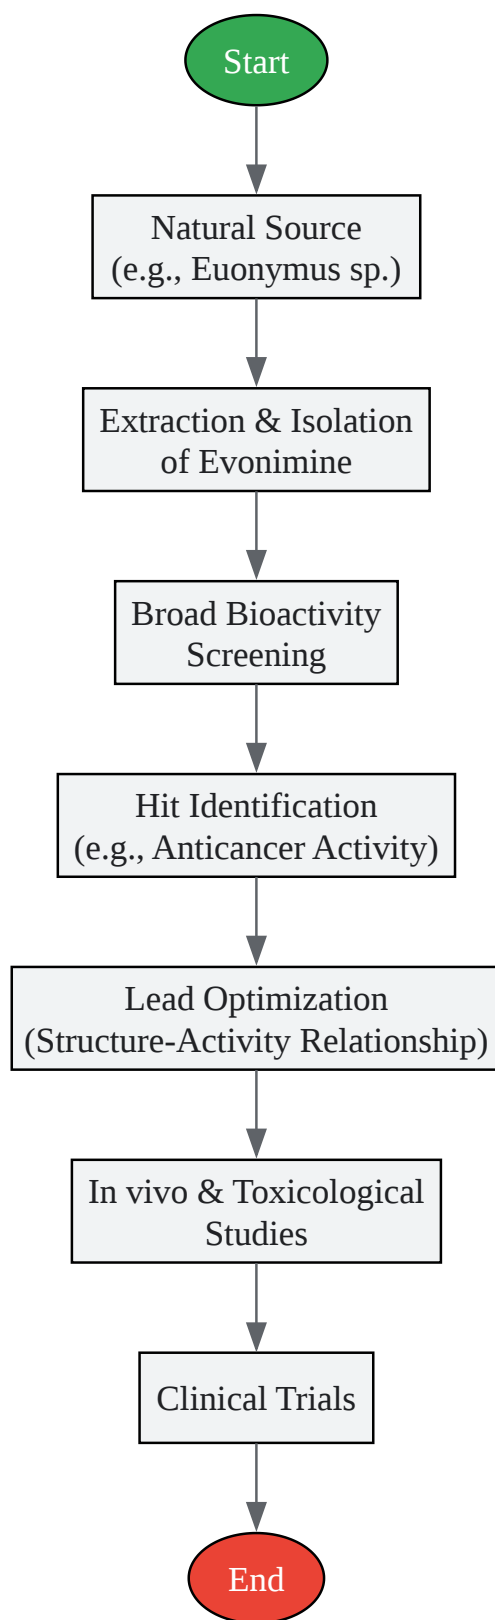 Start
Natural Source
(e.g., Euonymus sp.)
Extraction & Isolation
of Evonimine
Broad Bioactivity
Screening
Hit Identification
(e.g., Anticancer Activity)
Lead Optimization
(Structure-Activity Relationship)
In vivo & Toxicological
Studies
Clinical Trials
End